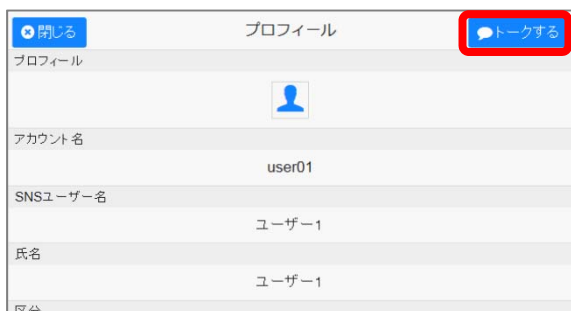 閉じる プロフィール トークする
プロフィール
アカウント名
user01
SNSユーザー名
ユーザー1
氏名
ユーザー1
区分